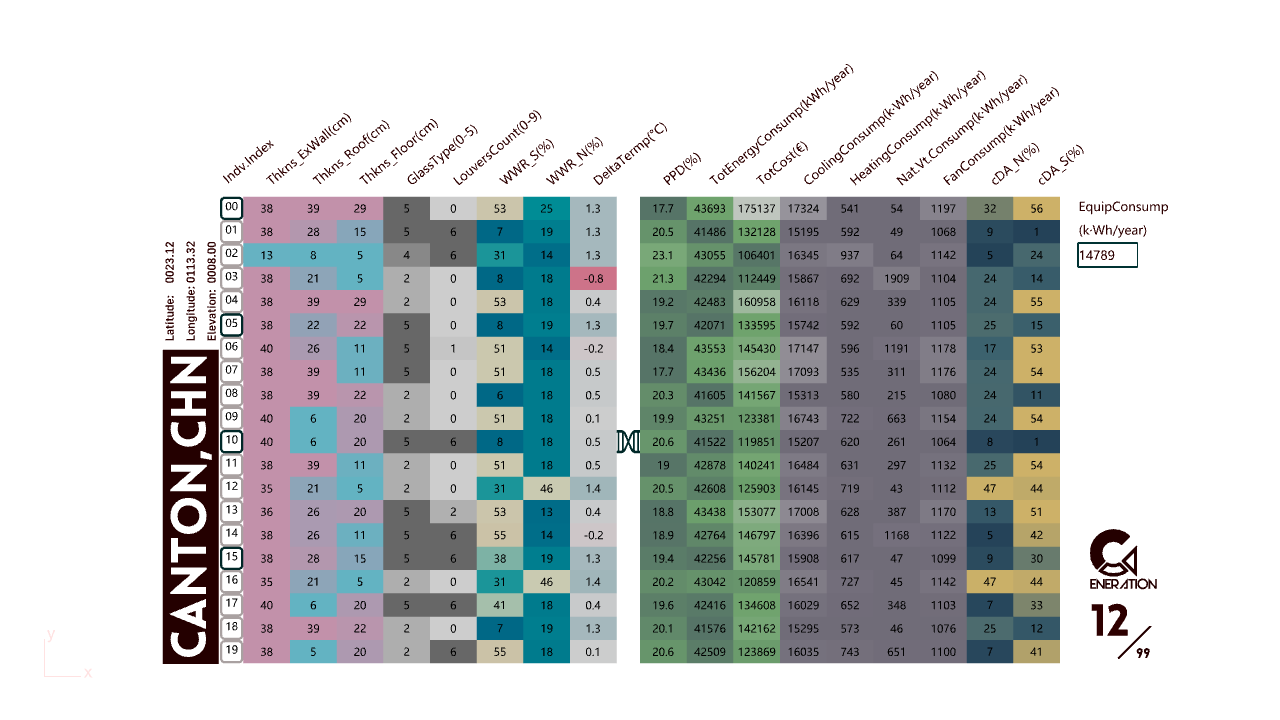 Indv.Index Thkns_ExWall(cm) Thkns_Roof(cm) Thkns_Floor(cm) GlassType(0-5) LouversCount(0-9) WWR_S(%) WWR_N(%) DeltaTermp(°C) PPD(%) TotEnergyConsump(kWh/year) TotCost(€) CoolingConsump(k·Wh/year) HeatingConsump(k·Wh/year) Nat.Vt.Consump(k·Wh/year) FanConsump(k·Wh/year) cDA_N(%) cDA_S(%)
00 38 39 29 5 0 53 25 1.3 17.7 43693 175137 17324 541 54 1197 32 56
01 38 28 15 5 6 7 19 1.3 20.5 41486 132128 15195 592 49 1068 9 1
02 13 8 5 4 6 31 14 1.3 23.1 43055 106401 16345 937 64 1142 5 24
03 38 21 5 2 0 8 18 -0.8 21.3 42294 112449 15867 692 1909 1104 24 14
04 38 39 29 2 0 53 18 0.4 19.2 42483 160958 16118 629 339 1105 24 55
05 38 22 22 5 0 8 19 1.3 19.7 42071 133595 15742 592 60 1105 25 15
06 40 26 11 5 1 51 14 -0.2 18.4 43553 145430 17147 596 1191 1178 17 53
07 38 39 11 5 0 51 18 0.5 17.7 43436 156204 17093 535 311 1176 24 54
08 38 39 22 2 0 6 18 0.5 20.3 41605 141567 15313 580 215 1080 24 11
09 40 6 20 2 0 51 18 0.1 19.9 43251 123381 16743 722 663 1154 24 54
10 40 6 20 5 6 8 18 0.5 20.6 41522 119851 15207 620 261 1064 8 1
11 38 39 11 2 0 51 18 0.5 19 42878 140241 16484 631 297 1132 25 54
12 35 21 5 2 0 31 46 1.4 20.5 42608 125903 16145 719 43 1112 47 44
13 36 26 20 5 2 53 13 0.4 18.8 43438 153077 17008 628 387 1170 13 51
14 38 26 11 5 6 55 14 -0.2 18.9 42764 146797 16396 615 1168 1122 5 42
15 38 28 15 5 6 38 19 1.3 19.4 42256 145781 15908 617 47 1099 9 30
16 35 21 5 2 0 31 46 1.4 20.2 43042 120859 16541 727 45 1142 47 44
17 40 6 20 5 6 41 18 0.4 19.6 42416 134608 16029 652 348 1103 7 33
18 38 39 22 2 0 7 19 1.3 20.1 41576 142162 15295 573 46 1076 25 12
19 38 5 20 2 6 55 18 0.1 20.6 42509 123869 16035 743 651 1100 7 41
Latitude: 0023.12
Longitude: 0113.32
Elevation: 0008.00
CANTON,CHN
EquipConsump
(k·Wh/year)
14789
GENERATION
12/99
y
x